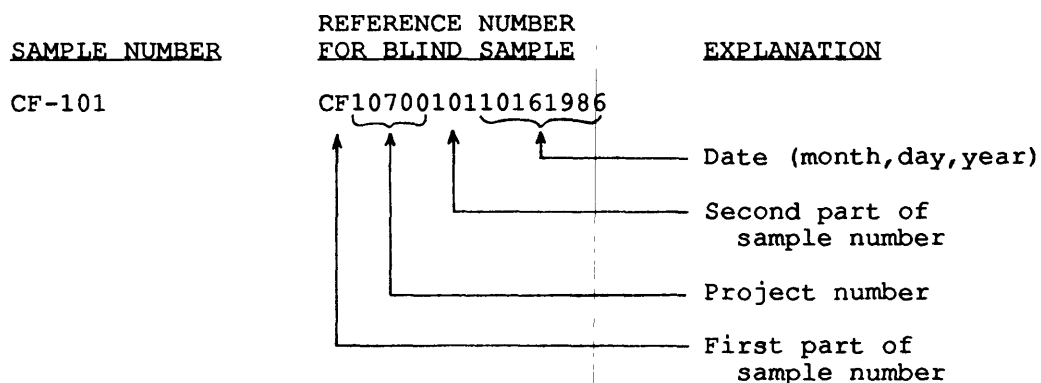 REFERENCE NUMBER
SAMPLE NUMBER FOR BLIND SAMPLE EXPLANATION
CF-101 CF1070010110161986
Date (month,day,year)
Second part of
sample number
Project number
First part of
sample number